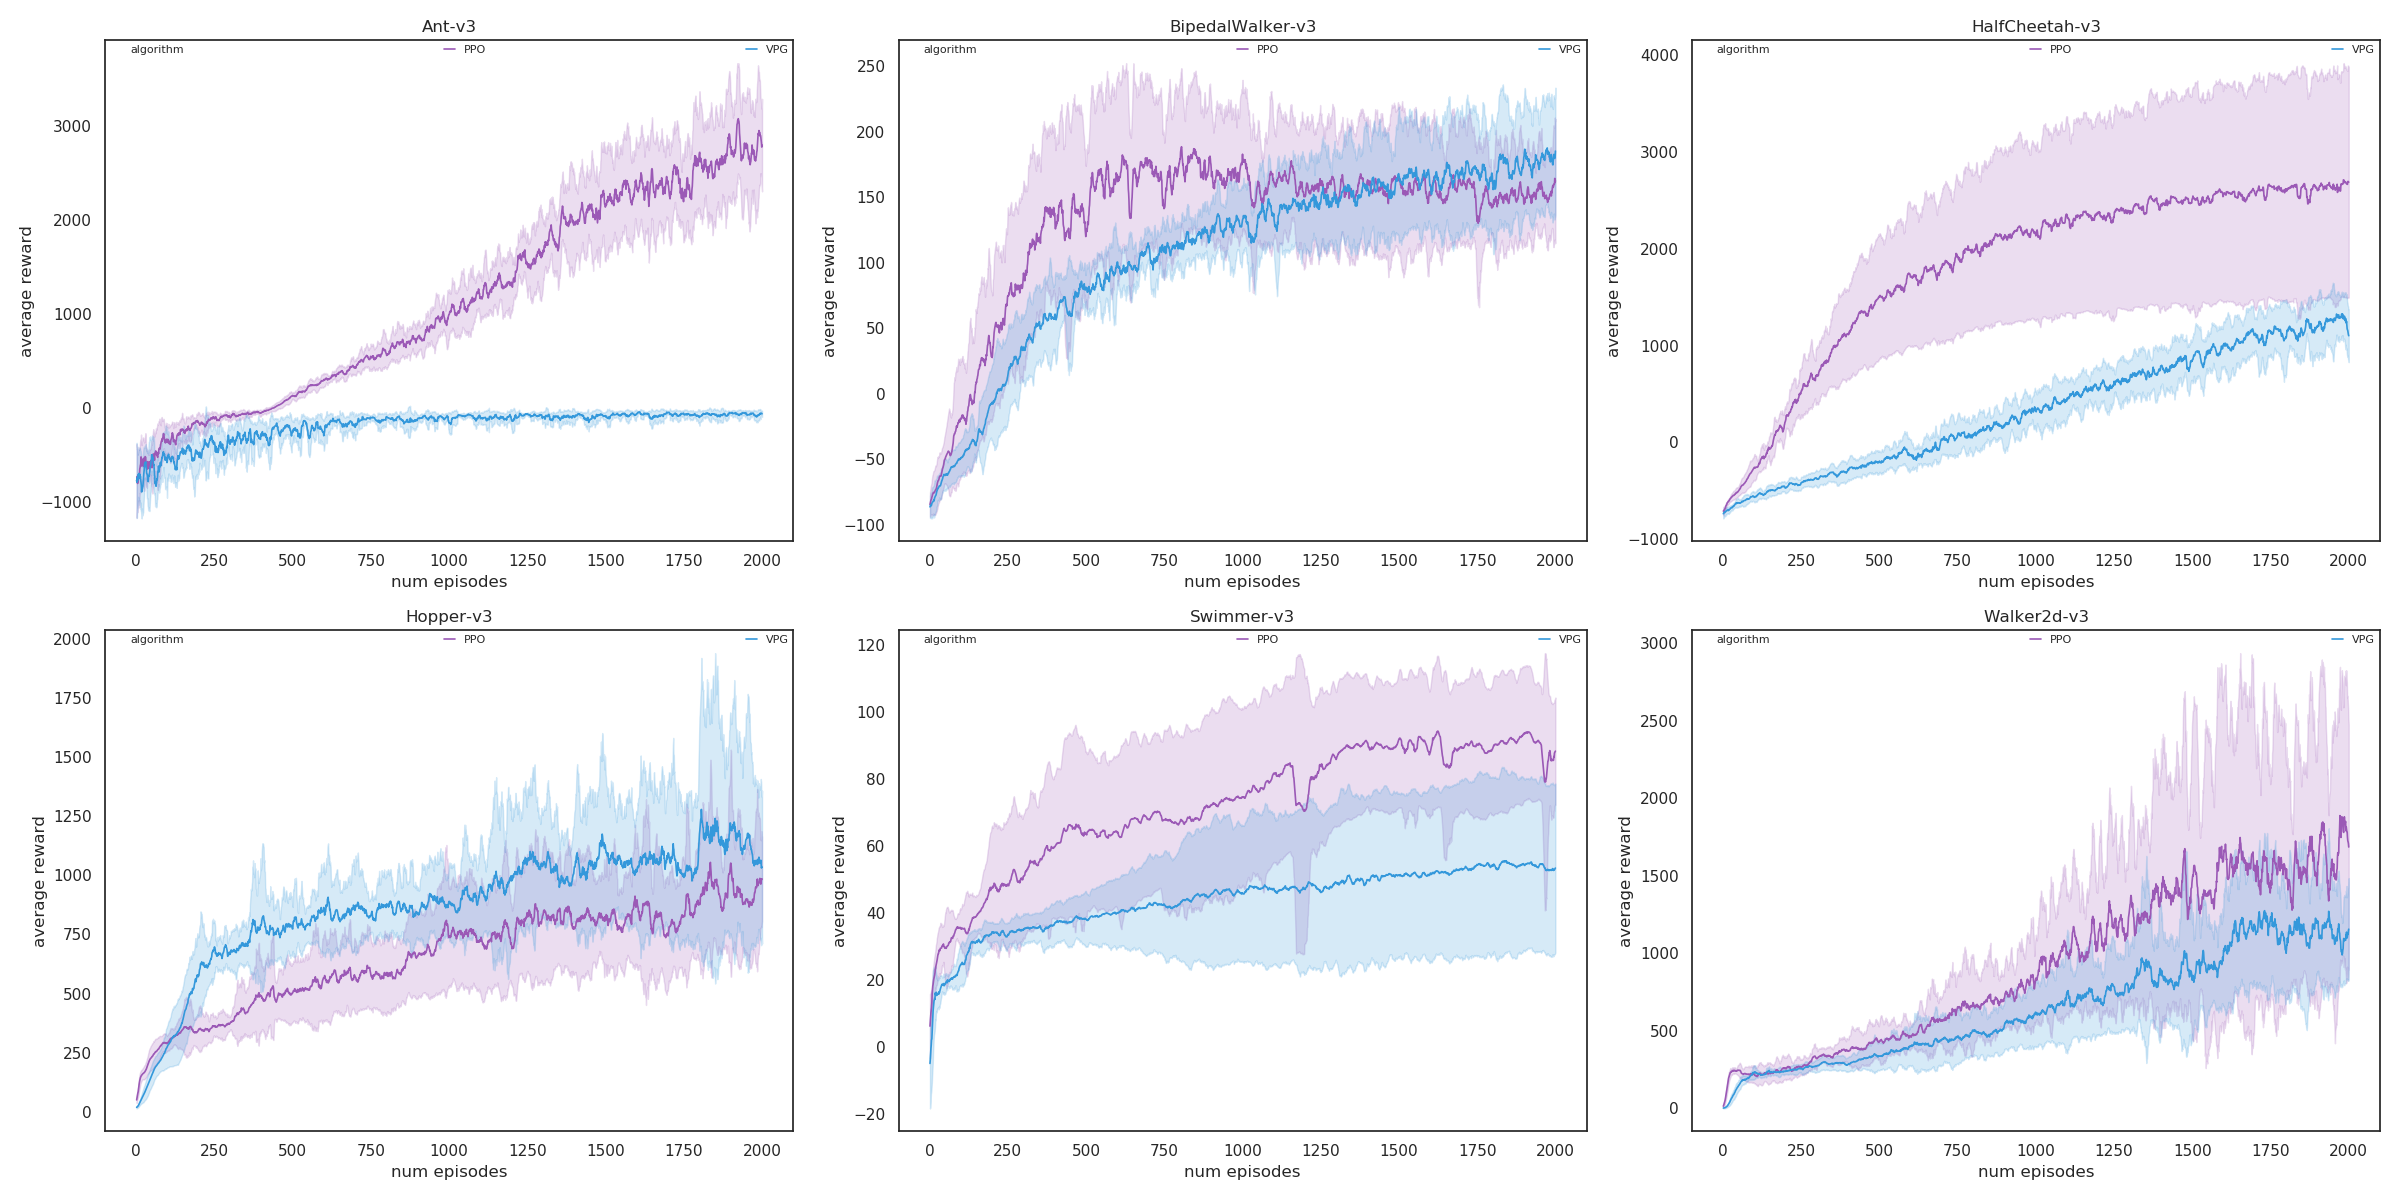 Ant-v3
algorithm PPO VPG
3000
2000
1000
0
−1000
average reward
0 250 500 750 1000 1250 1500 1750 2000
num episodes
BipedalWalker-v3
algorithm PPO VPG
250
200
150
100
50
0
−50
−100
average reward
0 250 500 750 1000 1250 1500 1750 2000
num episodes
HalfCheetah-v3
algorithm PPO VPG
4000
3000
2000
1000
0
−1000
average reward
0 250 500 750 1000 1250 1500 1750 2000
num episodes
Hopper-v3
algorithm PPO VPG
2000
1750
1500
1250
1000
750
500
250
0
average reward
0 250 500 750 1000 1250 1500 1750 2000
num episodes
Swimmer-v3
algorithm PPO VPG
120
100
80
60
40
20
0
−20
average reward
0 250 500 750 1000 1250 1500 1750 2000
num episodes
Walker2d-v3
algorithm PPO VPG
3000
2500
2000
1500
1000
500
0
average reward
0 250 500 750 1000 1250 1500 1750 2000
num episodes